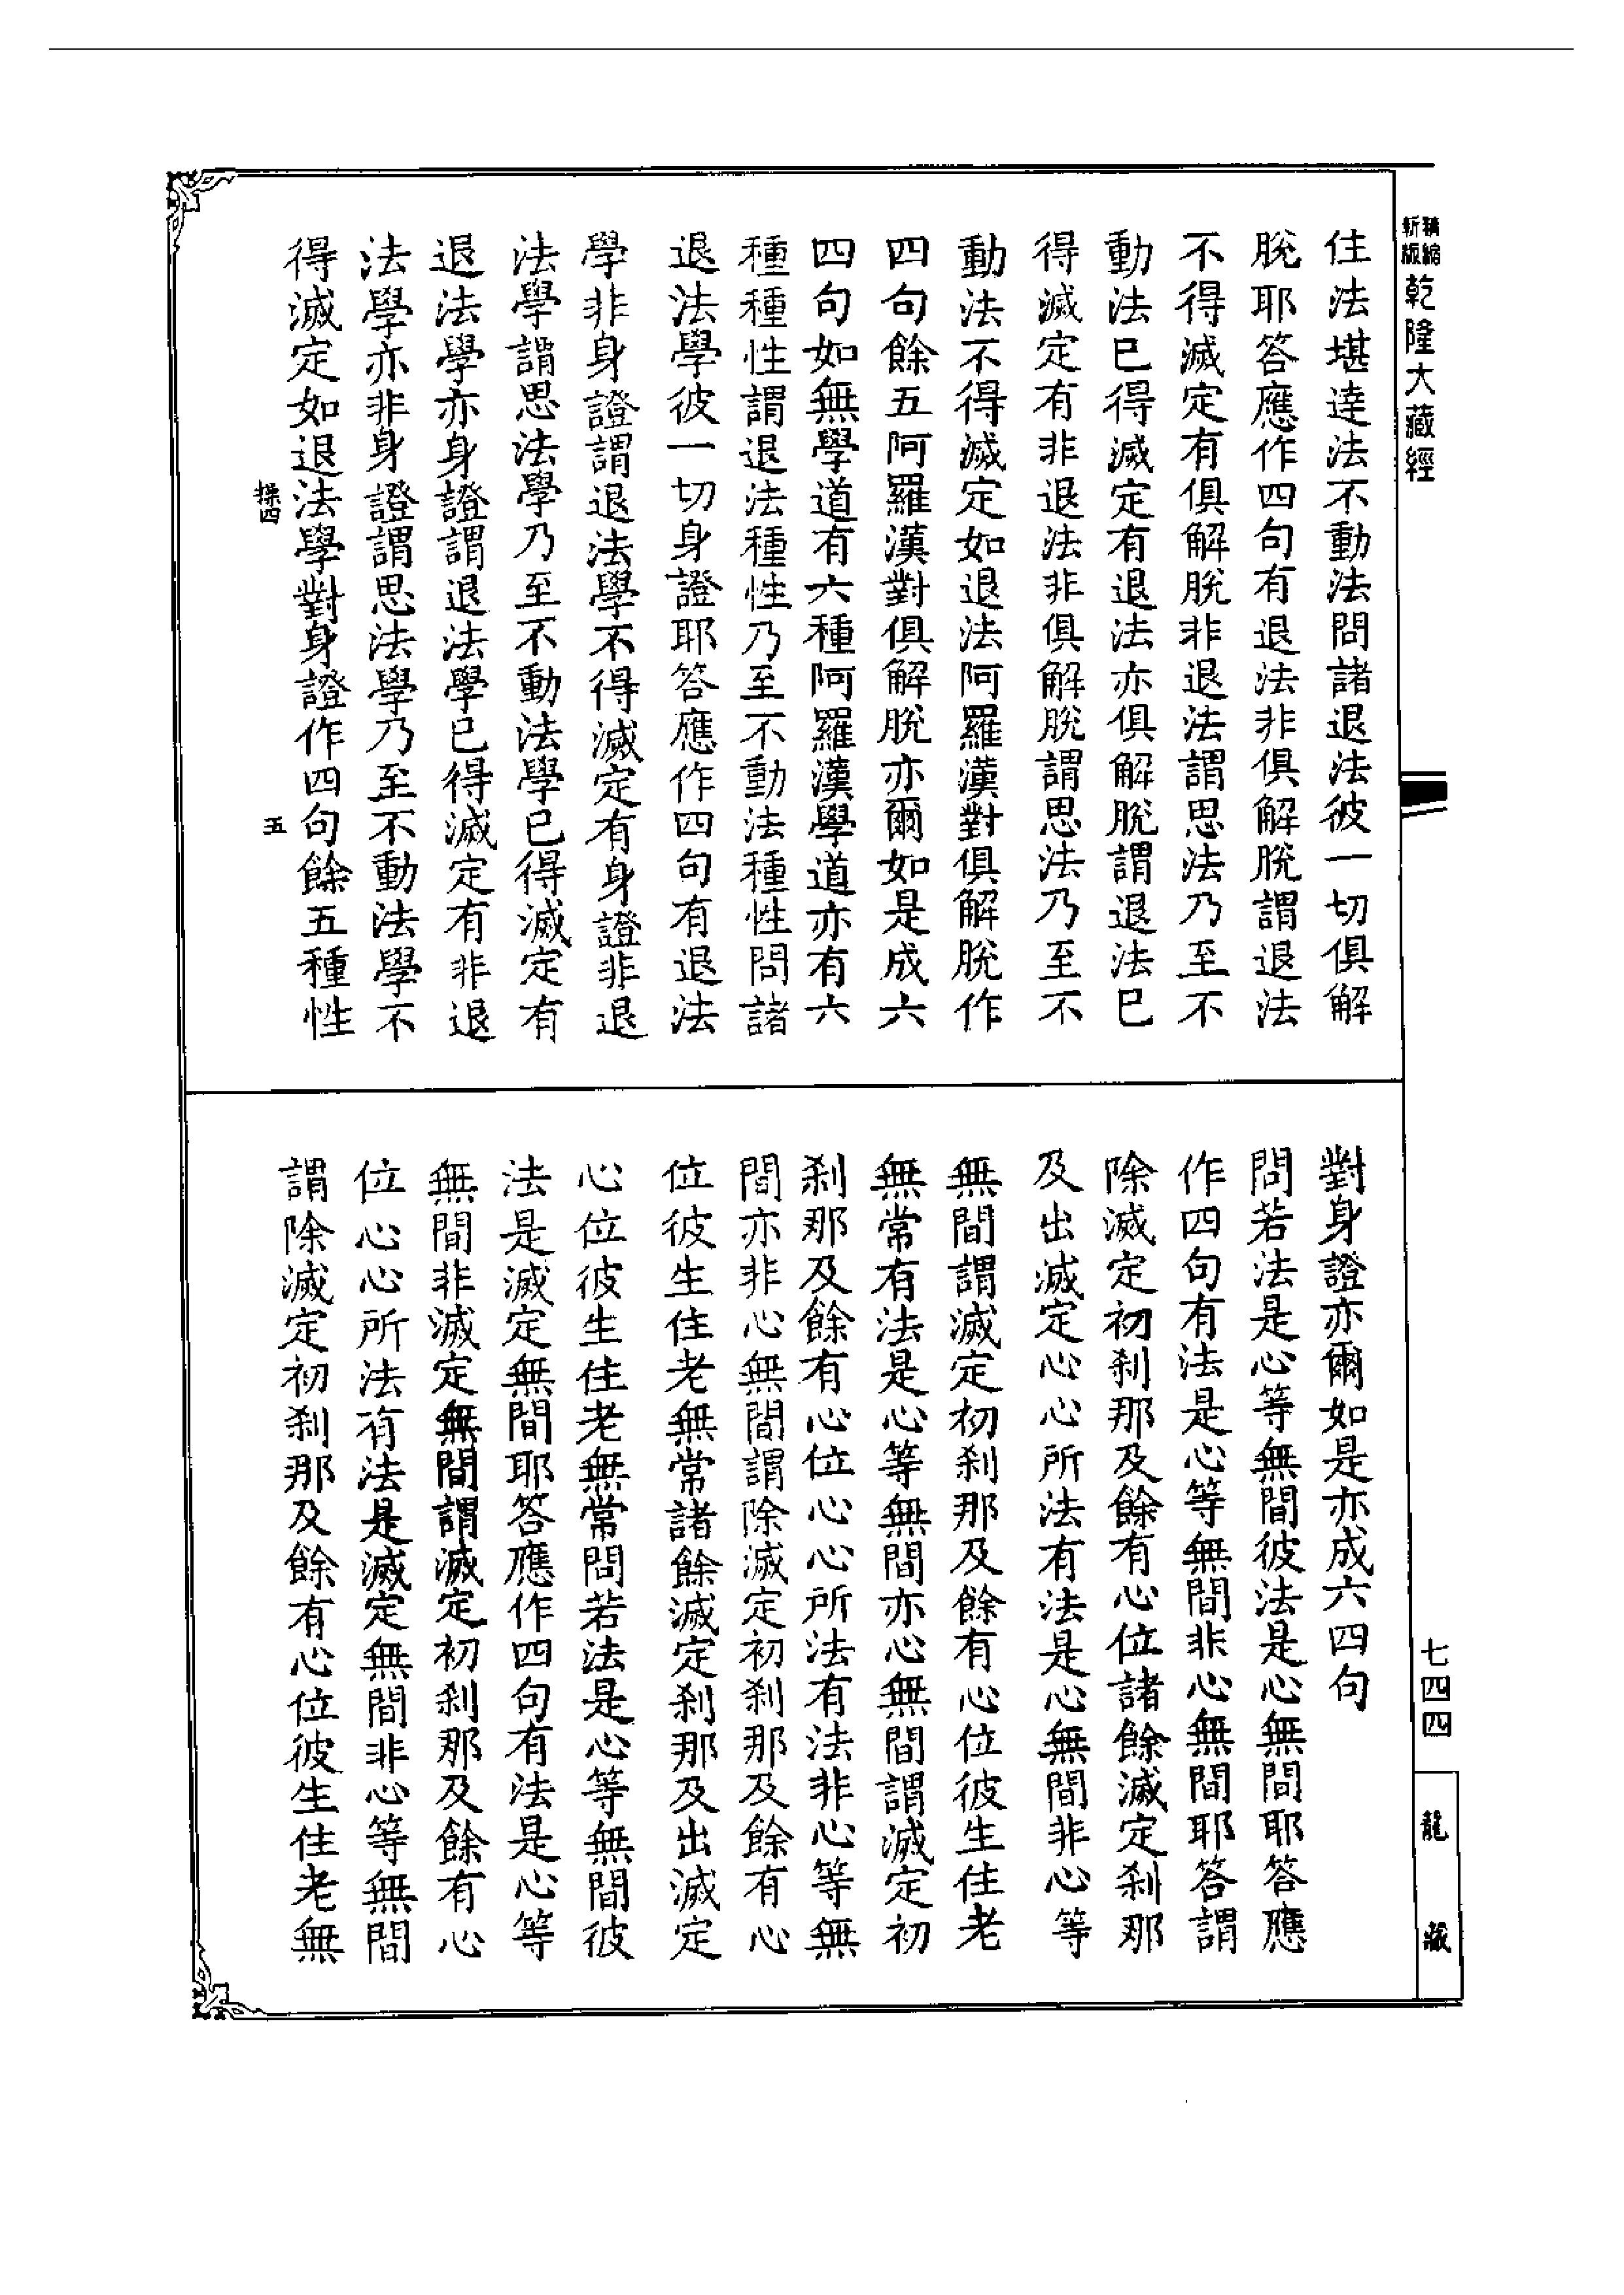 精縮
新版
乾隆大藏經
住法堪達法不動法問諸退法彼一切俱解
脫耶答應作四句有退法非俱解脫謂退法
不得滅定有俱解脫非退法謂思法乃至不
動法已得滅定有退法亦俱解脫謂退法已
得滅定有非退法非俱解脫謂思法乃至不
動法不得滅定如退法阿羅漢對俱解脫作
四句餘五阿羅漢對俱解脫亦爾如是成六
四句如無學道有六種阿羅漢學道亦有六
種種性謂退法種性乃至不動法種性問諸
退法學彼一切身證耶答應作四句有退法
學非身證謂退法學不得滅定有身證非退
法學謂思法學乃至不動法學已得滅定有
退法學亦身證謂退法學已得滅定有非退
法學亦非身證謂思法學乃至不動法學不
得滅定如退法學對身證作四句餘五種性
操四
五
對身證亦爾如是亦成六四句
問若法是心等無間彼法是心無間耶答應
作四句有法是心等無間非心無間耶答謂
除滅定初剎那及餘有心位諸餘滅定剎那
及出滅定心心所法有法是心無間非心等
無間謂滅定初剎那及餘有心位彼生住老
無常有法是心等無間亦心無間謂滅定初
剎那及餘有心位心心所法有法非心等無
間亦非心無間謂除滅定初剎那及餘有心
位彼生住老無常諸餘滅定剎那及出滅定
心位彼生住老無常問若法是心等無間彼
法是滅定無間耶答應作四句有法是心等
無間非滅定無間謂滅定初剎那及餘有心
位心心所法有法是滅定無間非心等無間
謂除滅定初剎那及餘有心位彼生住老無
七四四
龍藏